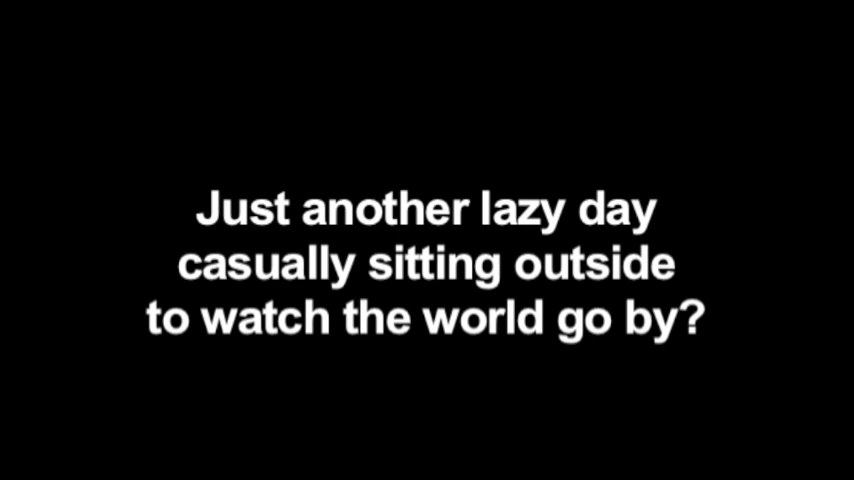 Just another lazy day
casually sitting outside
to watch the world go by?